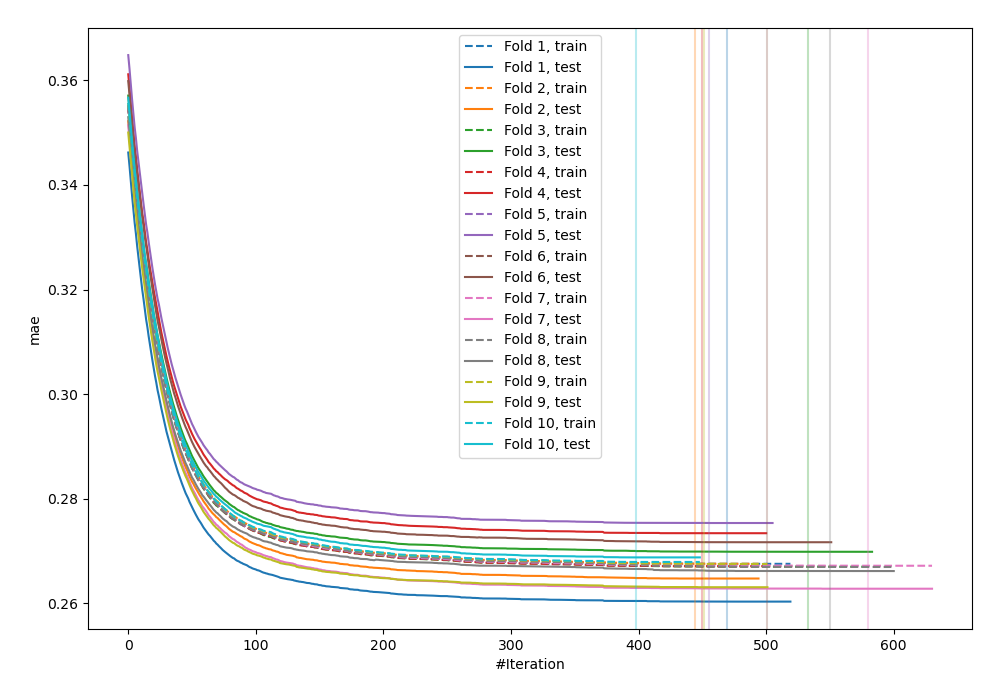 0.36
0.34
0.32
0.30
0.28
0.26
mae
0
100
200
300
400
500
600
#Iteration
Fold 1, train
Fold 1, test
Fold 2, train
Fold 2, test
Fold 3, train
Fold 3, test
Fold 4, train
Fold 4, test
Fold 5, train
Fold 5, test
Fold 6, train
Fold 6, test
Fold 7, train
Fold 7, test
Fold 8, train
Fold 8, test
Fold 9, train
Fold 9, test
Fold 10, train
Fold 10, test